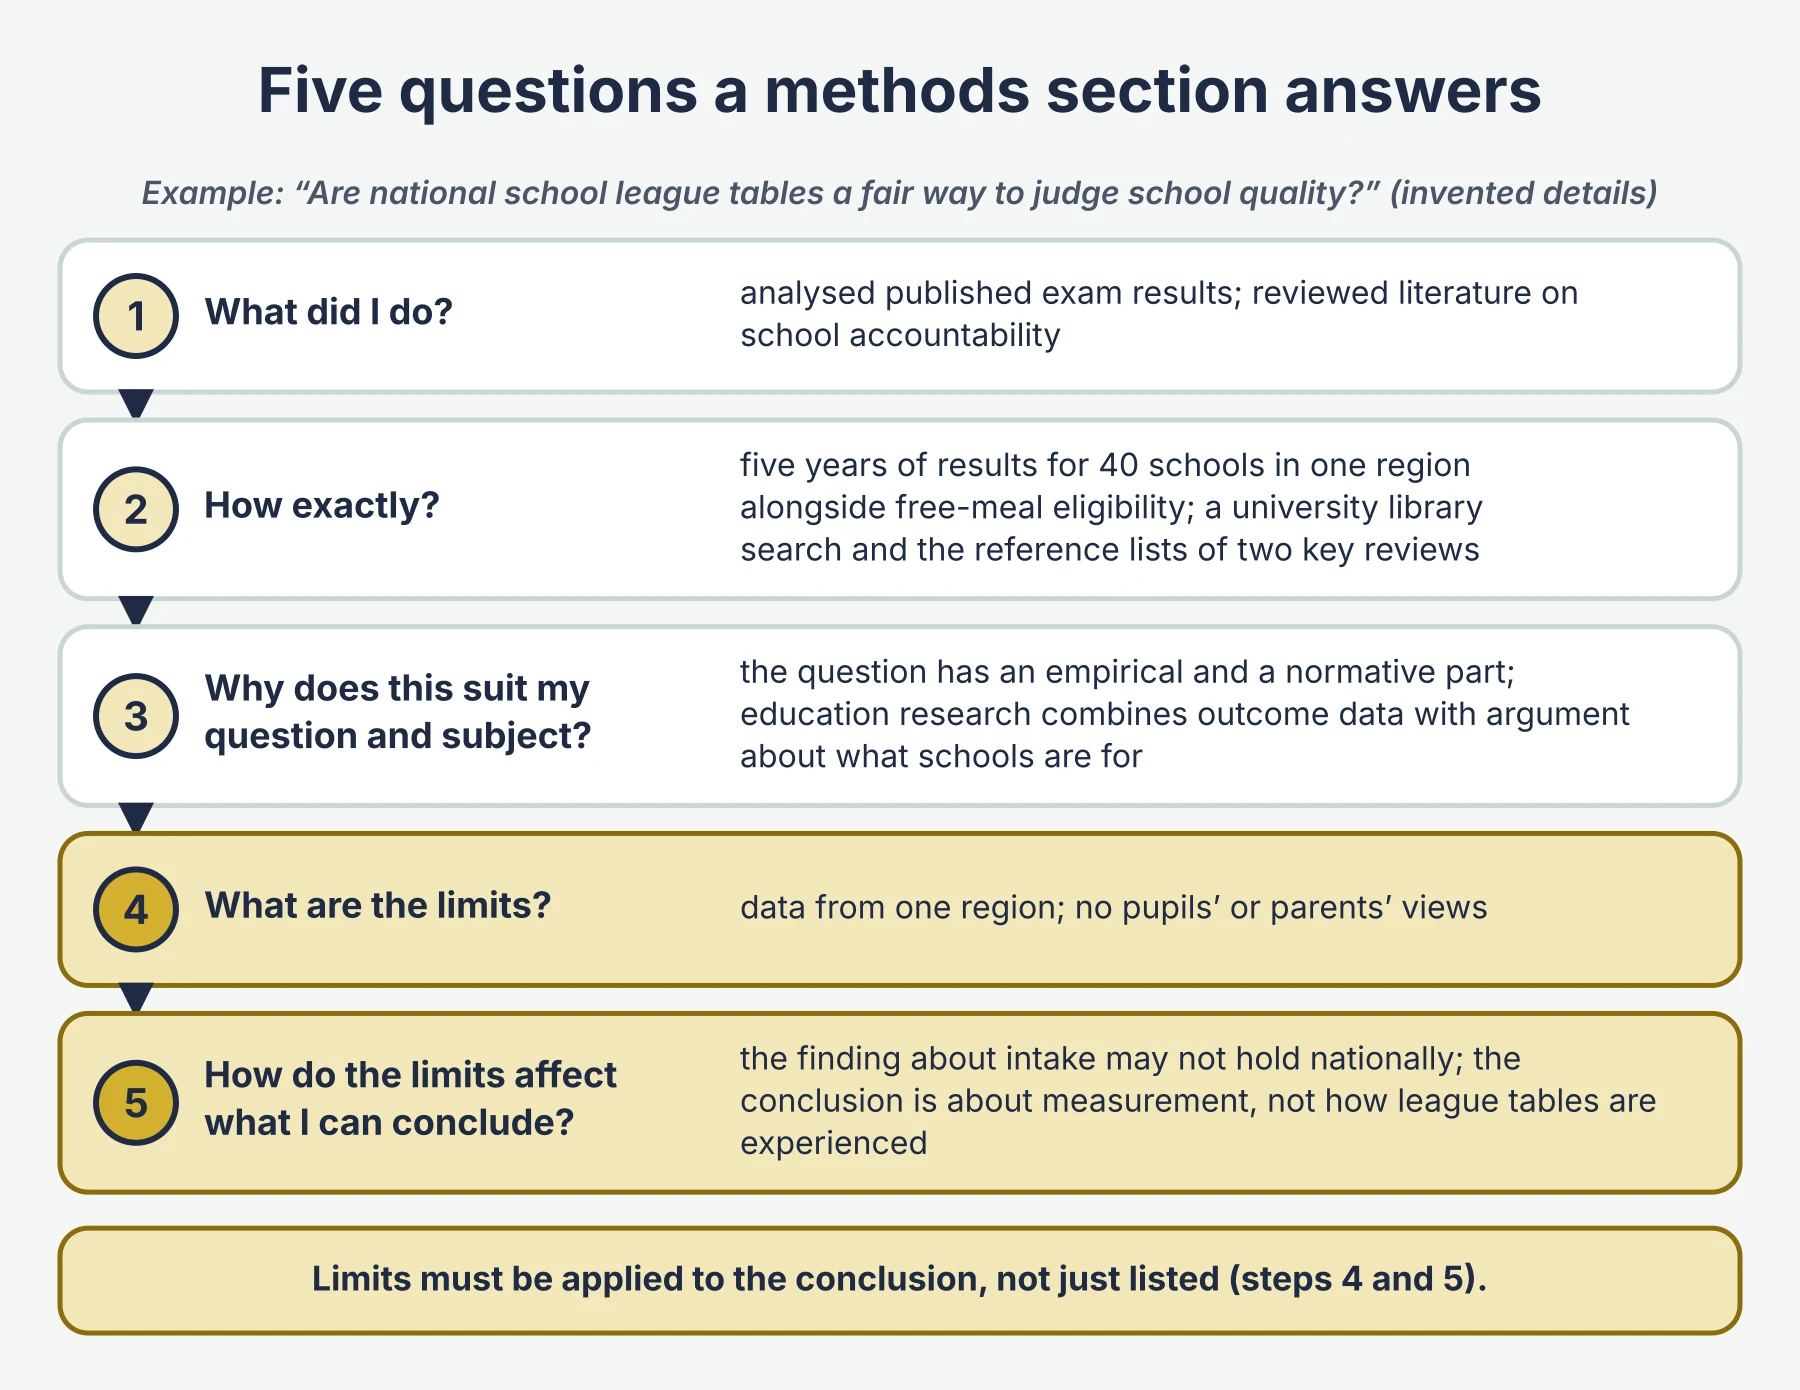 Five questions a methods section answers
Example: “Are national school league tables a fair way to judge school quality?” (invented details)
1
What did I do?
analysed published exam results; reviewed literature on
school accountability
2
How exactly?
five years of results for 40 schools in one region
alongside free-meal eligibility; a university library
search and the reference lists of two key reviews
3
Why does this suit my
question and subject?
the question has an empirical and a normative part;
education research combines outcome data with argument
about what schools are for
4
What are the limits?
data from one region; no pupils’ or parents’ views
5
How do the limits affect
what I can conclude?
the finding about intake may not hold nationally; the
conclusion is about measurement, not how league tables are
experienced
Limits must be applied to the conclusion, not just listed (steps 4 and 5).